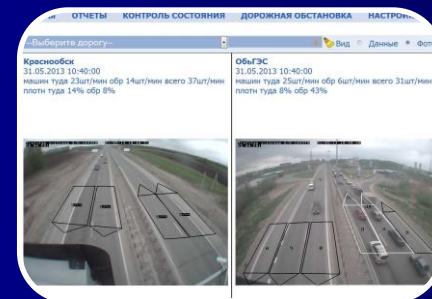 ОТЧЕТЫ КОНТРОЛЬ СОСТОЯНИЯ ДОРОЖНАЯ ОБСТАНОВКА НАСТРОЙК
--Выберите дорогу--
Вид Данные Фот
Краснообск
31.05.2013 10:40:00
машин туда 23шт/мин обр 14шт/мин всего 37шт/мин
плотн туда 14% обр 8%
ОбьГЭС
31.05.2013 10:40:00
машин туда 25шт/мин обр 6шт/мин всего 31шт/мин
плотн туда 8% обр 43%